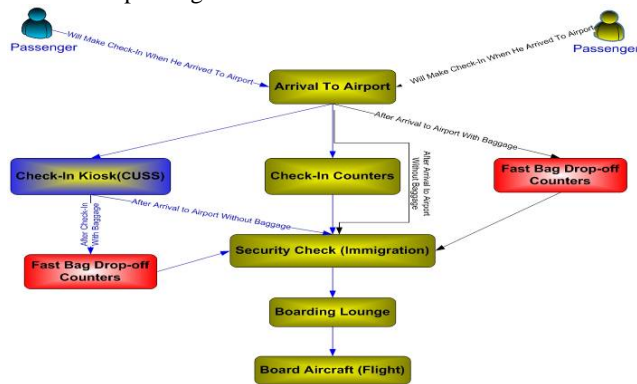 Passenger
Passenger
Will Make Check-In When He Arrived To Airport
Will Make Check-In When He Arrived To Airport
Arrival To Airport
After Arrival to Airport With Baggage
After Arrival to Airport
Without Baggage
Check-In Kiosk(CUSS)
Check-In Counters
Fast Bag Drop-off
Counters
After Check-In
With Baggage
After Arrival to Airport Without Baggage
Security Check (Immigration)
Fast Bag Drop-off
Counters
Boarding Lounge
Board Aircraft (Flight)